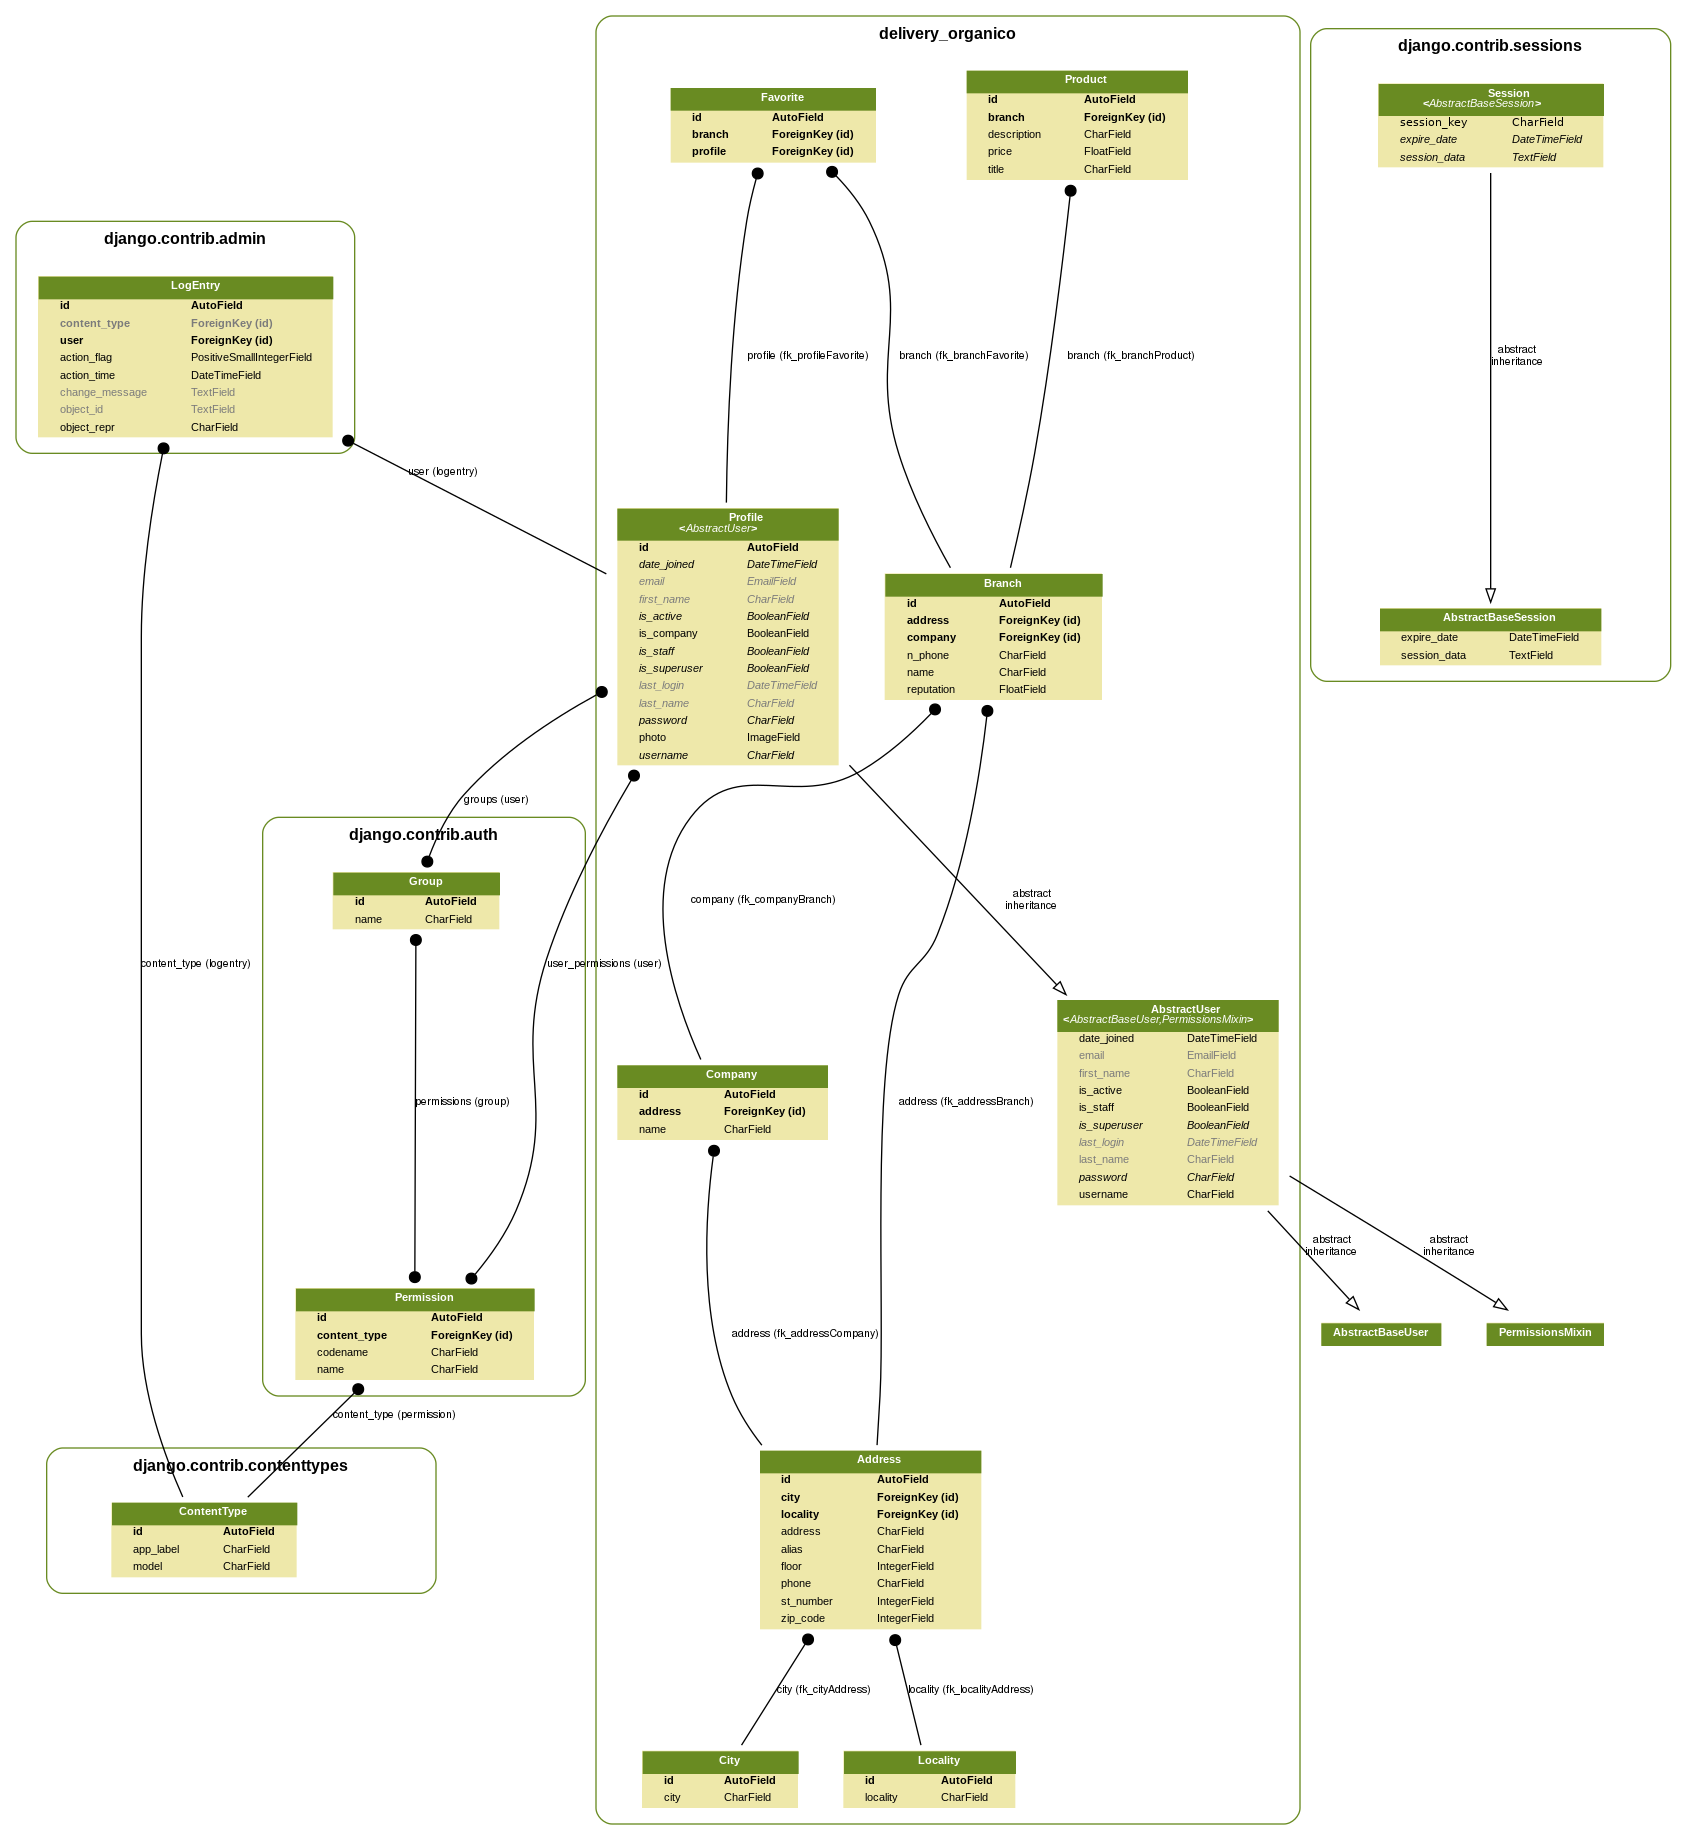 delivery_organico
Favorite
id AutoField
branch ForeignKey (id)
profile ForeignKey (id)
Product
id AutoField
branch ForeignKey (id)
description CharField
price FloatField
title CharField
profile (fk_profileFavorite)
branch (fk_branchFavorite)
branch (fk_branchProduct)
django.contrib.sessions
Session
<AbstractBaseSession>
session_key CharField
expire_date DateTimeField
session_data TextField
abstract
inheritance
AbstractBaseSession
expire_date DateTimeField
session_data TextField
django.contrib.admin
LogEntry
id AutoField
content_type ForeignKey (id)
user ForeignKey (id)
action_flag PositiveSmallIntegerField
action_time DateTimeField
change_message TextField
object_id TextField
object_repr CharField
user (logentry)
Profile
<AbstractUser>
id AutoField
date_joined DateTimeField
email EmailField
first_name CharField
is_active BooleanField
is_company BooleanField
is_staff BooleanField
is_superuser BooleanField
last_login DateTimeField
last_name CharField
password CharField
photo ImageField
username CharField
Branch
id AutoField
address ForeignKey (id)
company ForeignKey (id)
n_phone CharField
name CharField
reputation FloatField
groups (user)
django.contrib.auth
Group
id AutoField
name CharField
company (fk_companyBranch)
abstract
inheritance
content_type (logentry)
user_permissions (user)
permissions (group)
Company
id AutoField
address ForeignKey (id)
name CharField
address (fk_addressBranch)
AbstractUser
<AbstractBaseUser,PermissionsMixin>
date_joined DateTimeField
email EmailField
first_name CharField
is_active BooleanField
is_staff BooleanField
is_superuser BooleanField
last_login DateTimeField
last_name CharField
password CharField
username CharField
abstract
inheritance
abstract
inheritance
AbstractBaseUser
PermissionsMixin
Permission
id AutoField
content_type ForeignKey (id)
codename CharField
name CharField
address (fk_addressCompany)
content_type (permission)
django.contrib.contenttypes
ContentType
id AutoField
app_label CharField
model CharField
Address
id AutoField
city ForeignKey (id)
locality ForeignKey (id)
address CharField
alias CharField
floor IntegerField
phone CharField
st_number IntegerField
zip_code IntegerField
city (fk_cityAddress)
locality (fk_localityAddress)
City
id AutoField
city CharField
Locality
id AutoField
locality CharField